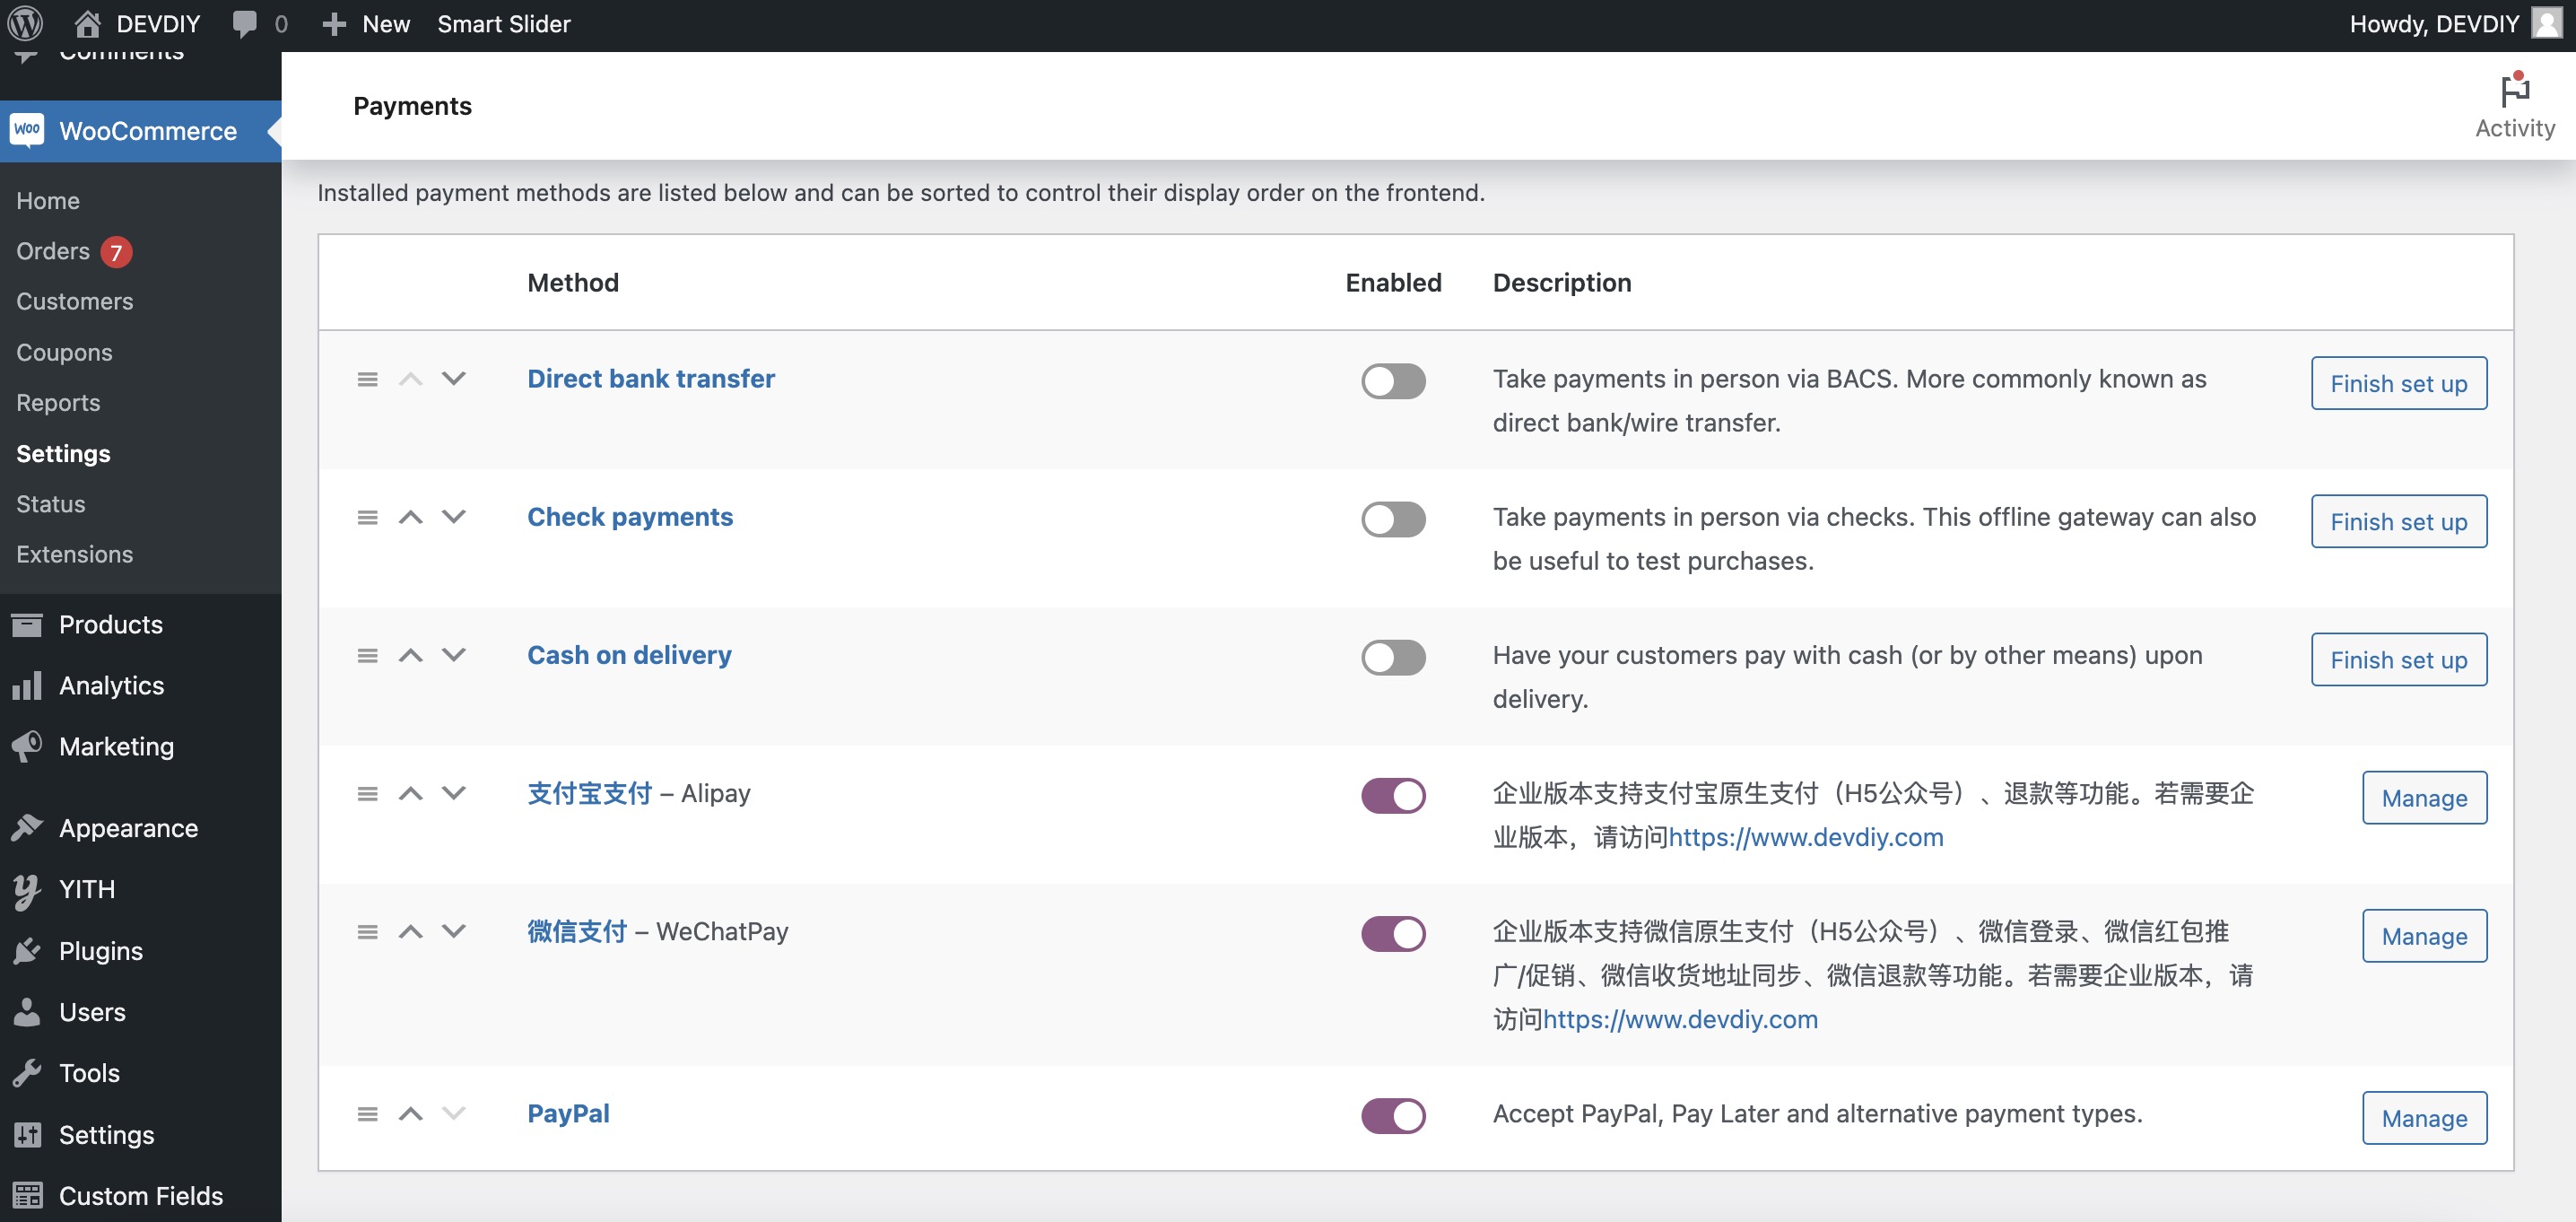 DEVDIY
0
New
Smart Slider
Howdy, DEVDIY
Comments
Woo
WooCommerce
Home
Orders 7
Customers
Coupons
Reports
Settings
Status
Extensions
Products
Analytics
Marketing
Appearance
YITH
Plugins
Users
Tools
Settings
Custom Fields
Payments
Activity
Installed payment methods are listed below and can be sorted to control their display order on the frontend.
Method Enabled Description
Direct bank transfer
Take payments in person via BACS. More commonly known as
direct bank/wire transfer.
Finish set up
Check payments
Take payments in person via checks. This offline gateway can also
be useful to test purchases.
Finish set up
Cash on delivery
Have your customers pay with cash (or by other means) upon
delivery.
Finish set up
支付宝支付 – Alipay
企业版本支持支付宝原生支付（H5公众号）、退款等功能。若需要企
业版本，请访问https://www.devdiy.com
Manage
微信支付 – WeChatPay
企业版本支持微信原生支付（H5公众号）、微信登录、微信红包推
广/促销、微信收货地址同步、微信退款等功能。若需要企业版本，请
访问https://www.devdiy.com
Manage
PayPal
Accept PayPal, Pay Later and alternative payment types.
Manage